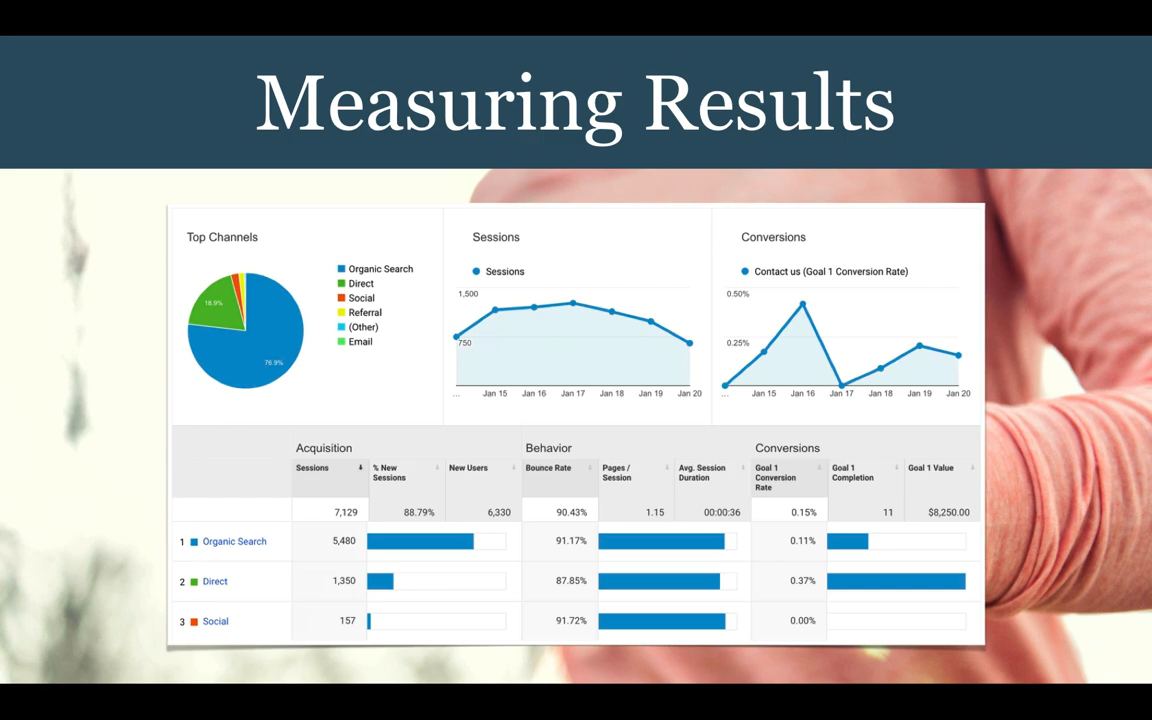 Measuring Results
Top Channels
Organic Search
Direct
Social
Referral
(Other)
Email
18.9%
76.9%
Sessions
Sessions
1,500
750
...
Jan 15
Jan 16
Jan 17
Jan 18
Jan 19
Jan 20
Conversions
Contact us (Goal 1 Conversion Rate)
0.50%
0.25%
...
Jan 15
Jan 16
Jan 17
Jan 18
Jan 19
Jan 20
Acquisition
Behavior
Conversions
Sessions
% New
Sessions
New Users
Bounce Rate
Pages /
Session
Avg. Session
Duration
Goal 1
Conversion
Rate
Goal 1
Completion
Goal 1 Value
7,129 88.79% 6,330 90.43% 1.15 00:00:36 0.15% 11 $8,250.00
1 Organic Search 5,480 91.17% 0.11%
2 Direct 1,350 87.85% 0.37%
3 Social 157 91.72% 0.00%